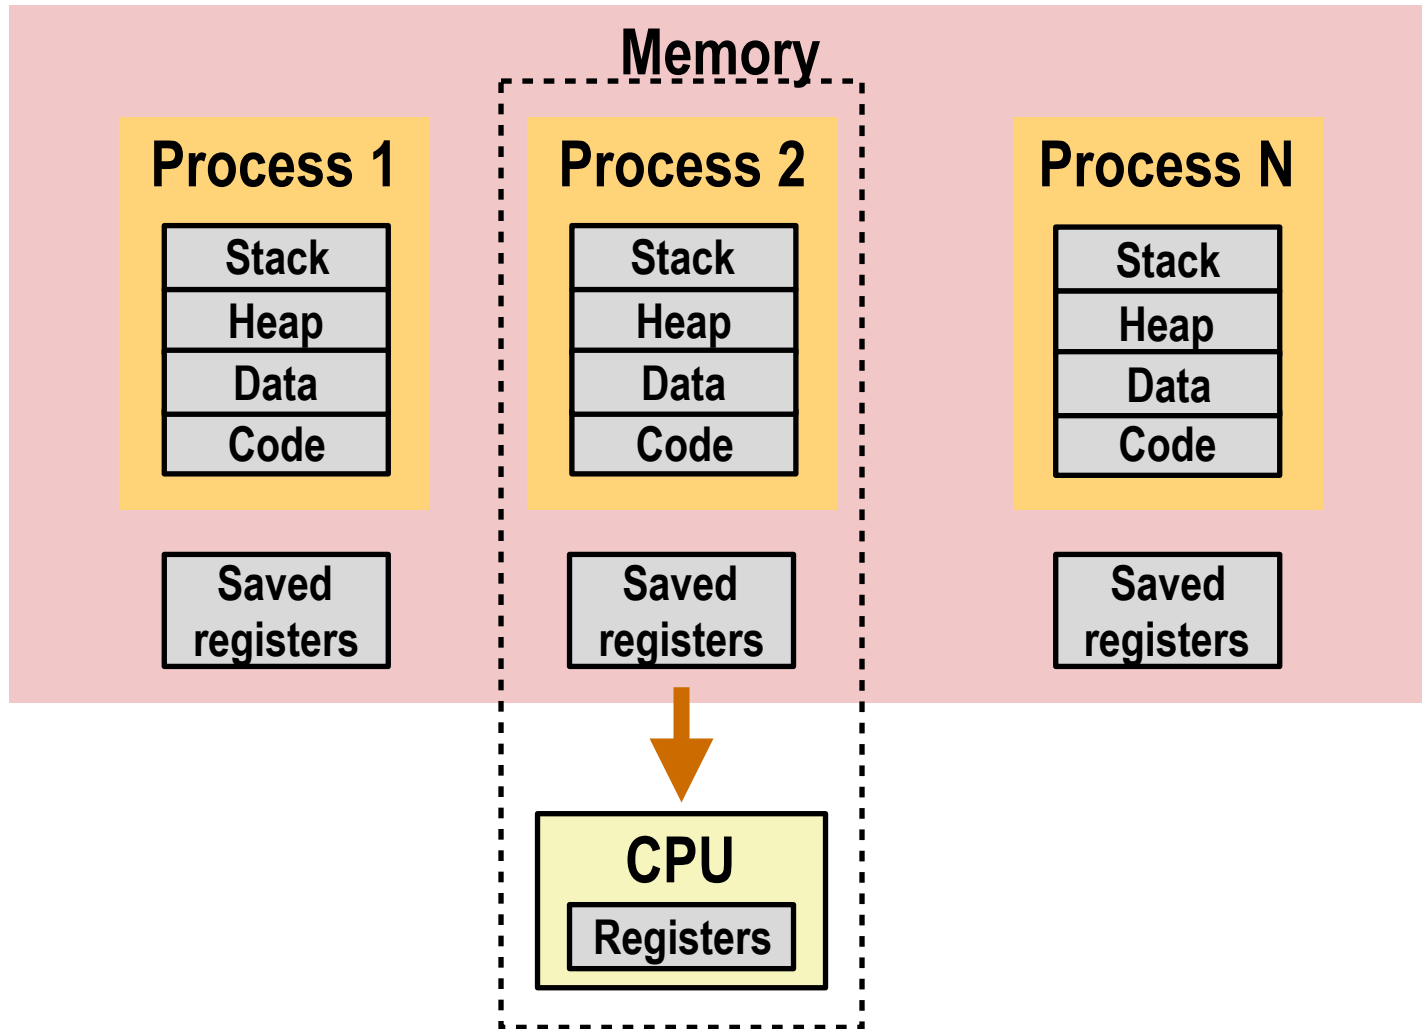 Memory
Process 1
Stack
Heap
Data
Code
Saved
registers
Process 2
Stack
Heap
Data
Code
Saved
registers
Process N
Stack
Heap
Data
Code
Saved
registers
CPU
Registers